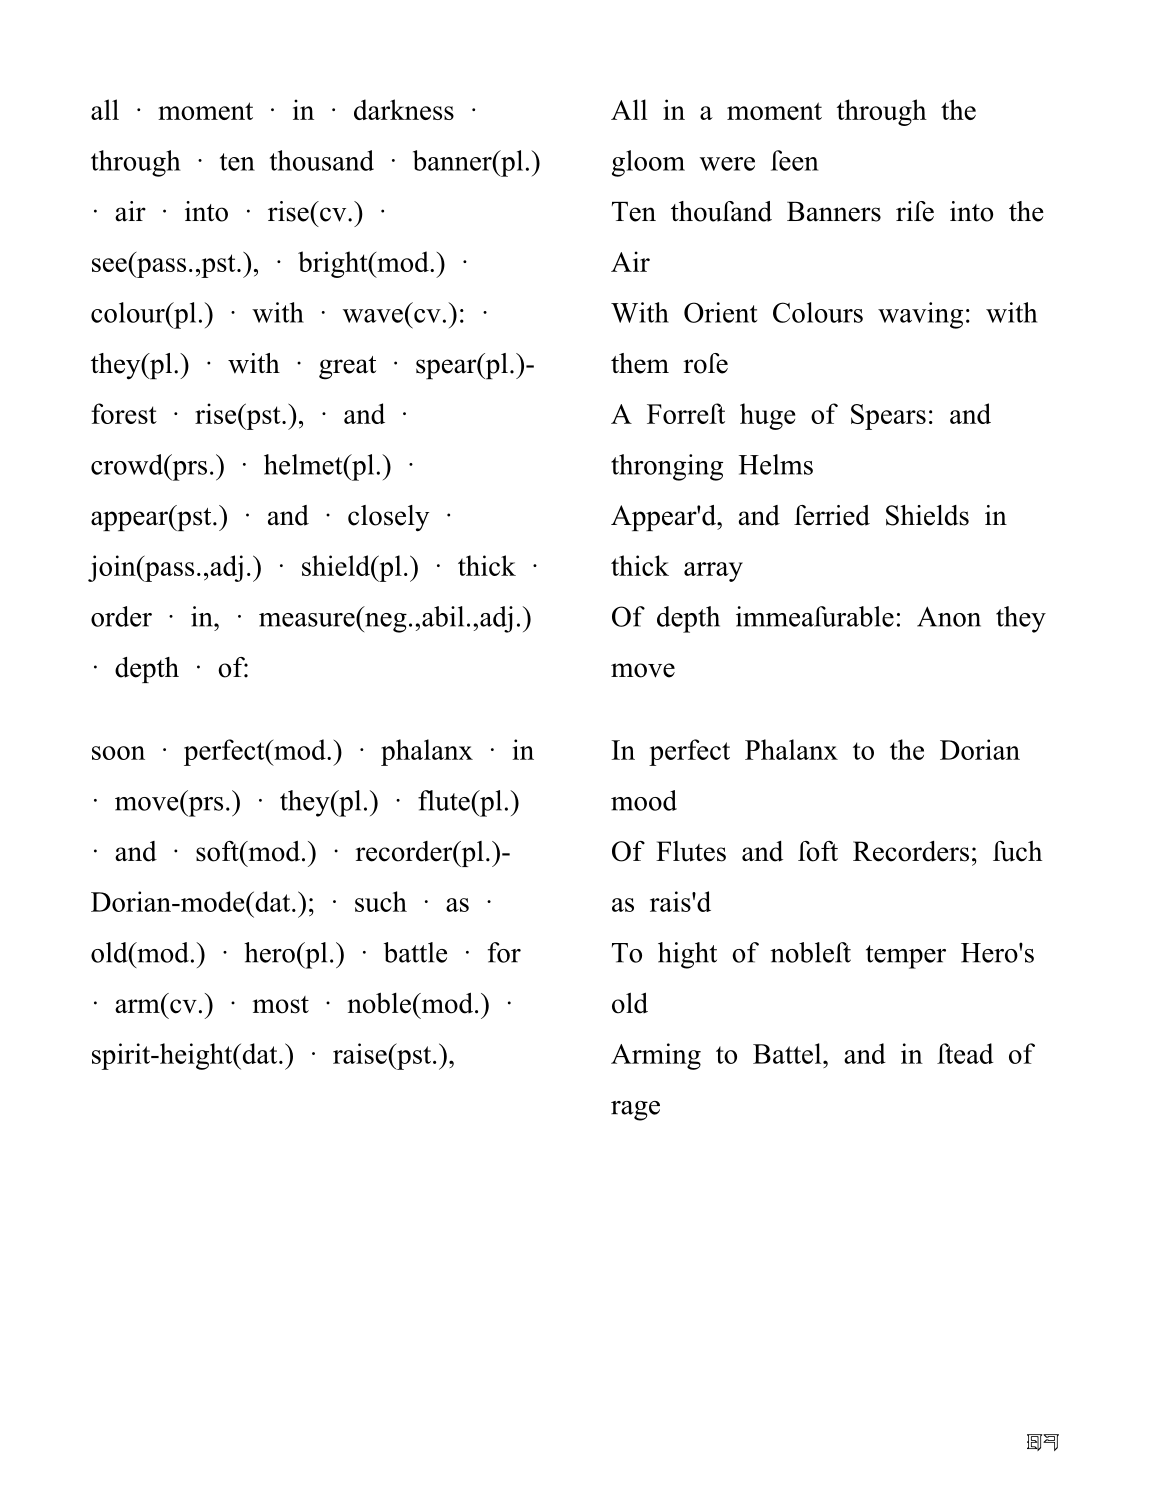 all · moment · in · darkness ·
through · ten thousand · banner(pl.)
· air · into · rise(cv.) ·
see(pass.,pst.), · bright(mod.) ·
colour(pl.) · with · wave(cv.): ·
they(pl.) · with · great · spear(pl.)-
forest · rise(pst.), · and ·
crowd(prs.) · helmet(pl.) ·
appear(pst.) · and · closely ·
join(pass.,adj.) · shield(pl.) · thick ·
order · in, · measure(neg.,abil.,adj.)
· depth · of:
soon · perfect(mod.) · phalanx · in
· move(prs.) · they(pl.) · flute(pl.)
· and · soft(mod.) · recorder(pl.)-
Dorian-mode(dat.); · such · as ·
old(mod.) · hero(pl.) · battle · for
· arm(cv.) · most · noble(mod.) ·
spirit-height(dat.) · raise(pst.),
All in a moment through the
gloom were ſeen
Ten thouſand Banners riſe into the
Air
With Orient Colours waving: with
them roſe
A Forreſt huge of Spears: and
thronging Helms
Appear'd, and ſerried Shields in
thick array
Of depth immeaſurable: Anon they
move
In perfect Phalanx to the Dorian
mood
Of Flutes and ſoft Recorders; ſuch
as rais'd
To hight of nobleſt temper Hero's
old
Arming to Battel, and in ſtead of
rage